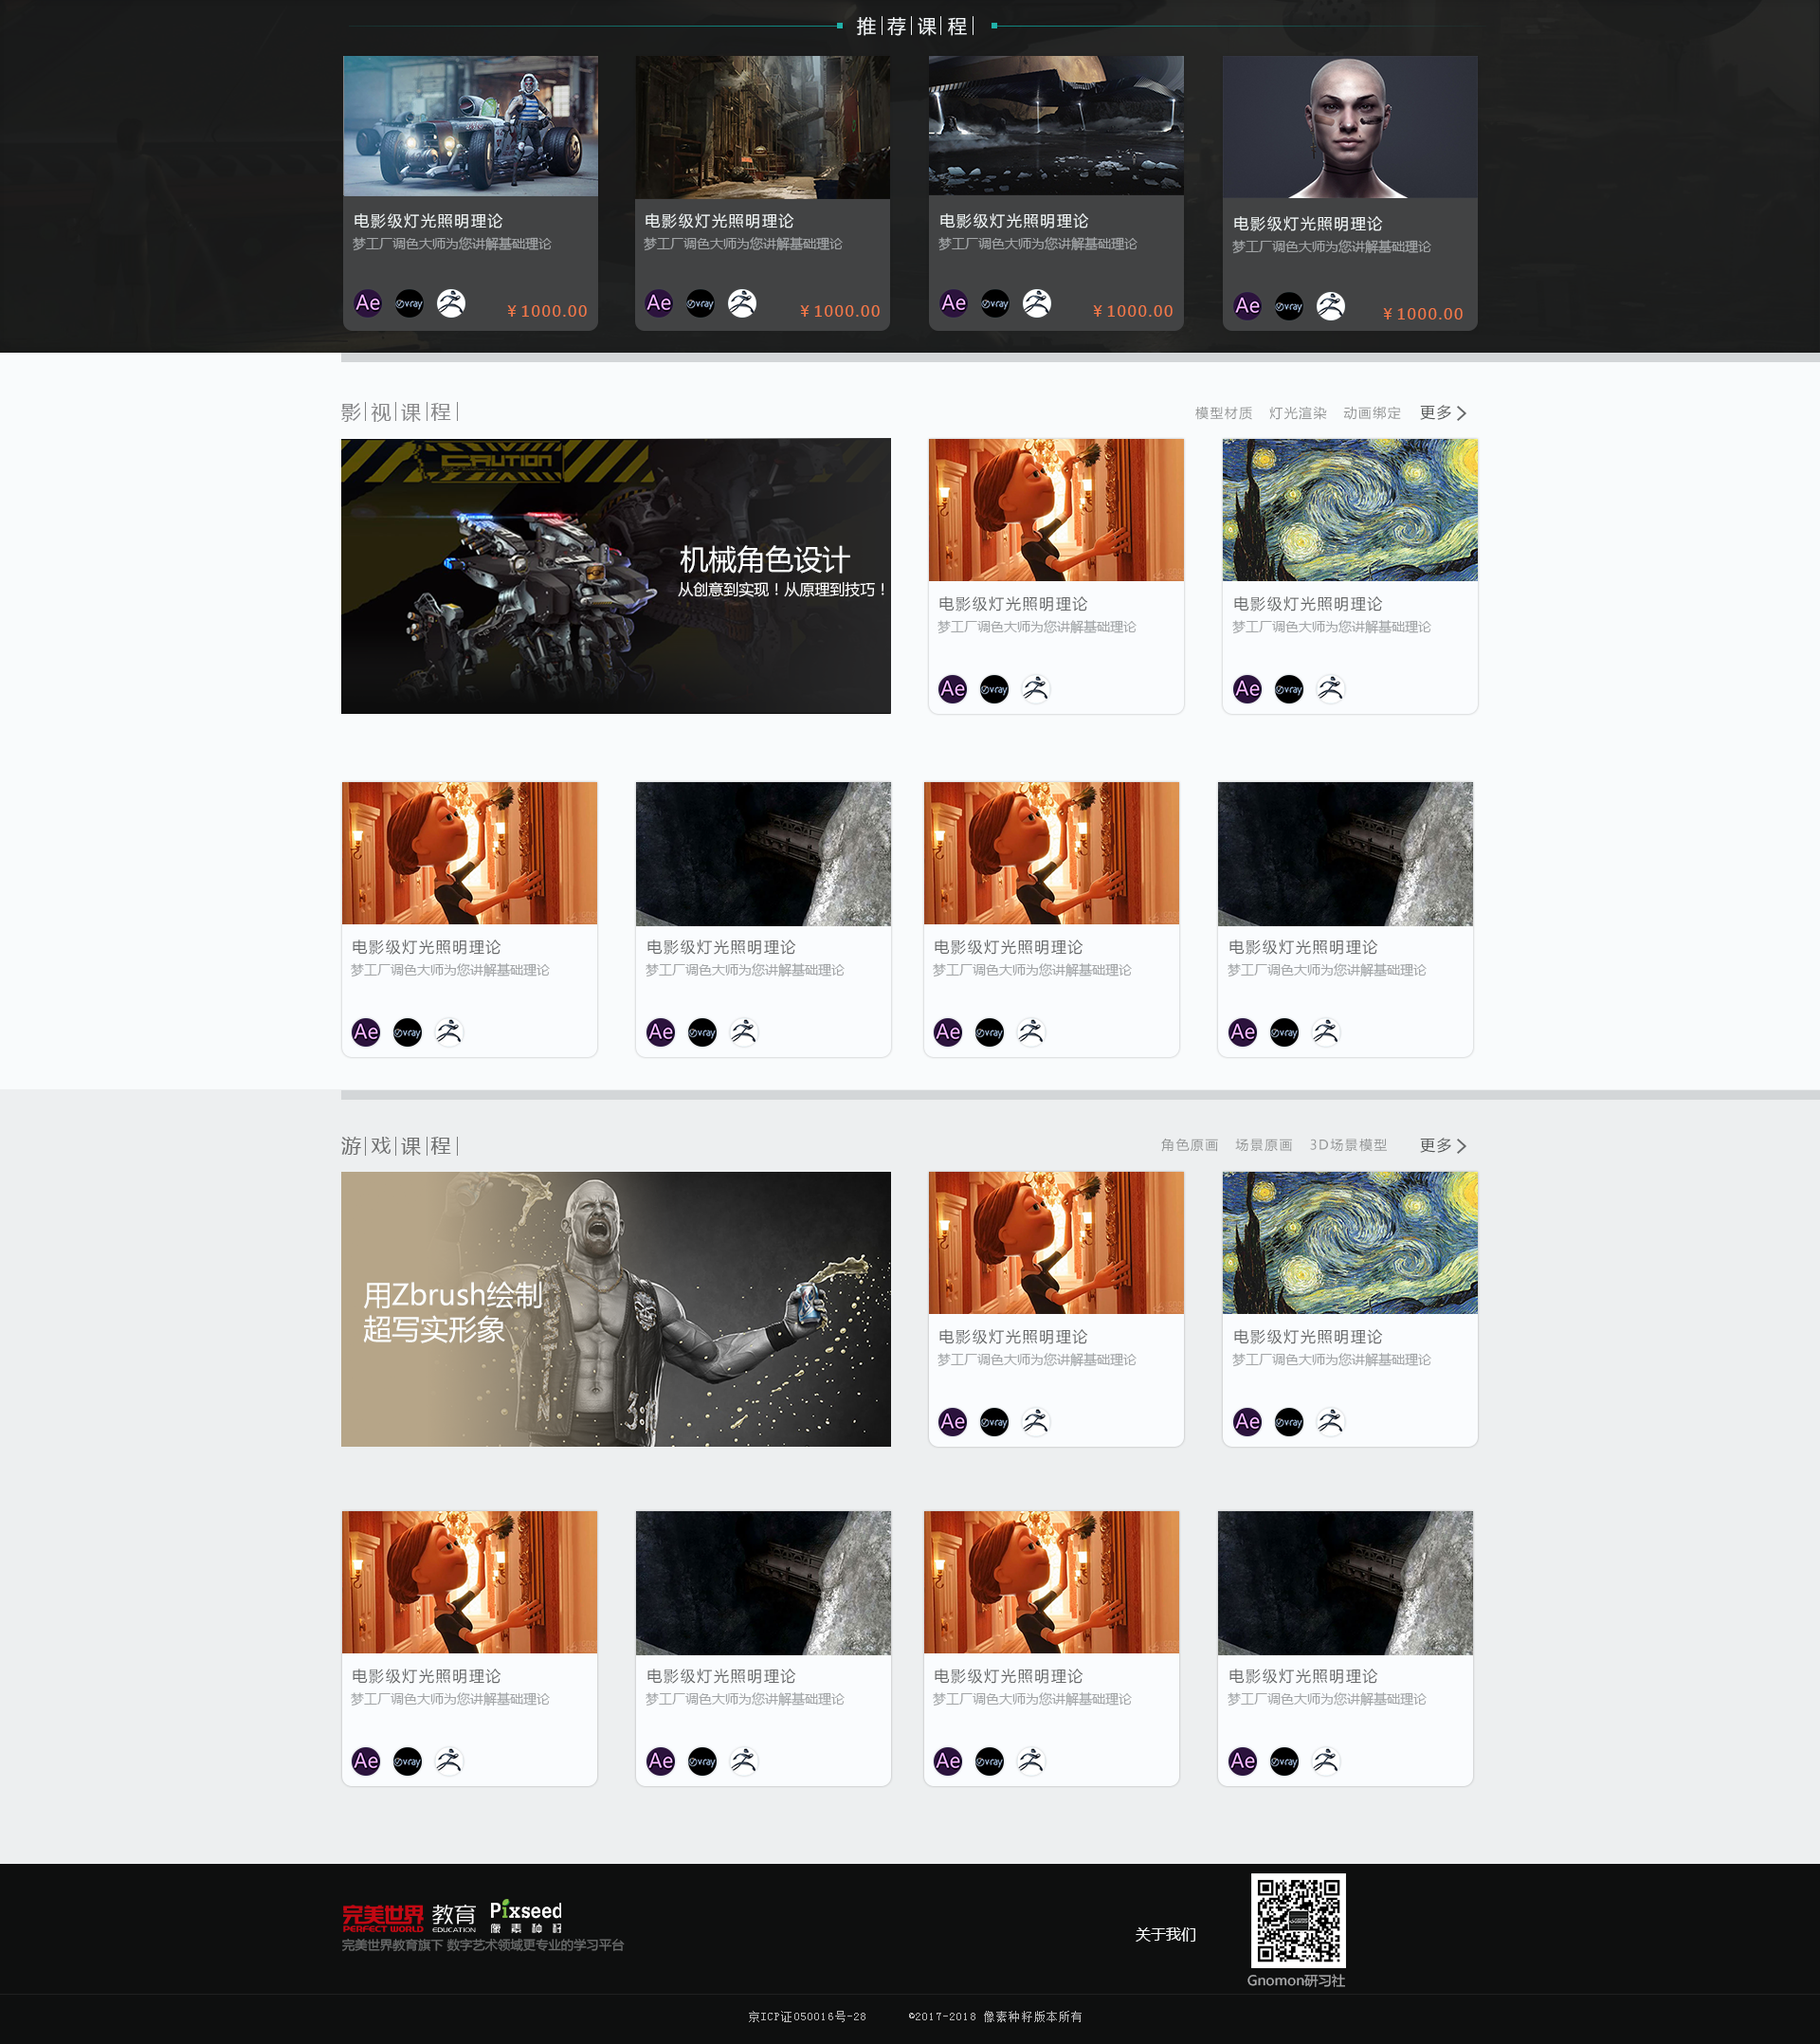 推荐课程
电影级灯光照明理论
梦工厂调色大师为您讲解基础理论
Ae vray
¥1000.00
电影级灯光照明理论
梦工厂调色大师为您讲解基础理论
Ae vray
¥1000.00
电影级灯光照明理论
梦工厂调色大师为您讲解基础理论
Ae vray
¥1000.00
电影级灯光照明理论
梦工厂调色大师为您讲解基础理论
Ae vray
¥1000.00
影视课程
模型材质 灯光渲染 动画绑定 更多
CAUTION
机械角色设计
从创意到实现！从原理到技巧！
电影级灯光照明理论
梦工厂调色大师为您讲解基础理论
Ae vray
电影级灯光照明理论
梦工厂调色大师为您讲解基础理论
Ae vray
电影级灯光照明理论
梦工厂调色大师为您讲解基础理论
Ae vray
电影级灯光照明理论
梦工厂调色大师为您讲解基础理论
Ae vray
电影级灯光照明理论
梦工厂调色大师为您讲解基础理论
Ae vray
电影级灯光照明理论
梦工厂调色大师为您讲解基础理论
Ae vray
游戏课程
角色原画 场景原画 3D场景模型 更多
用Zbrush绘制
超写实形象
电影级灯光照明理论
梦工厂调色大师为您讲解基础理论
Ae vray
电影级灯光照明理论
梦工厂调色大师为您讲解基础理论
Ae vray
电影级灯光照明理论
梦工厂调色大师为您讲解基础理论
Ae vray
电影级灯光照明理论
梦工厂调色大师为您讲解基础理论
Ae vray
电影级灯光照明理论
梦工厂调色大师为您讲解基础理论
Ae vray
电影级灯光照明理论
梦工厂调色大师为您讲解基础理论
Ae vray
完美世界 教育 Pixseed
PERFECT WORLD EDUCATION 像素种籽
完美世界教育旗下 数字艺术领域更专业的学习平台
关于我们
Gnomon研习社
京ICP证050016号-28 ©2017-2018 像素种籽版本所有